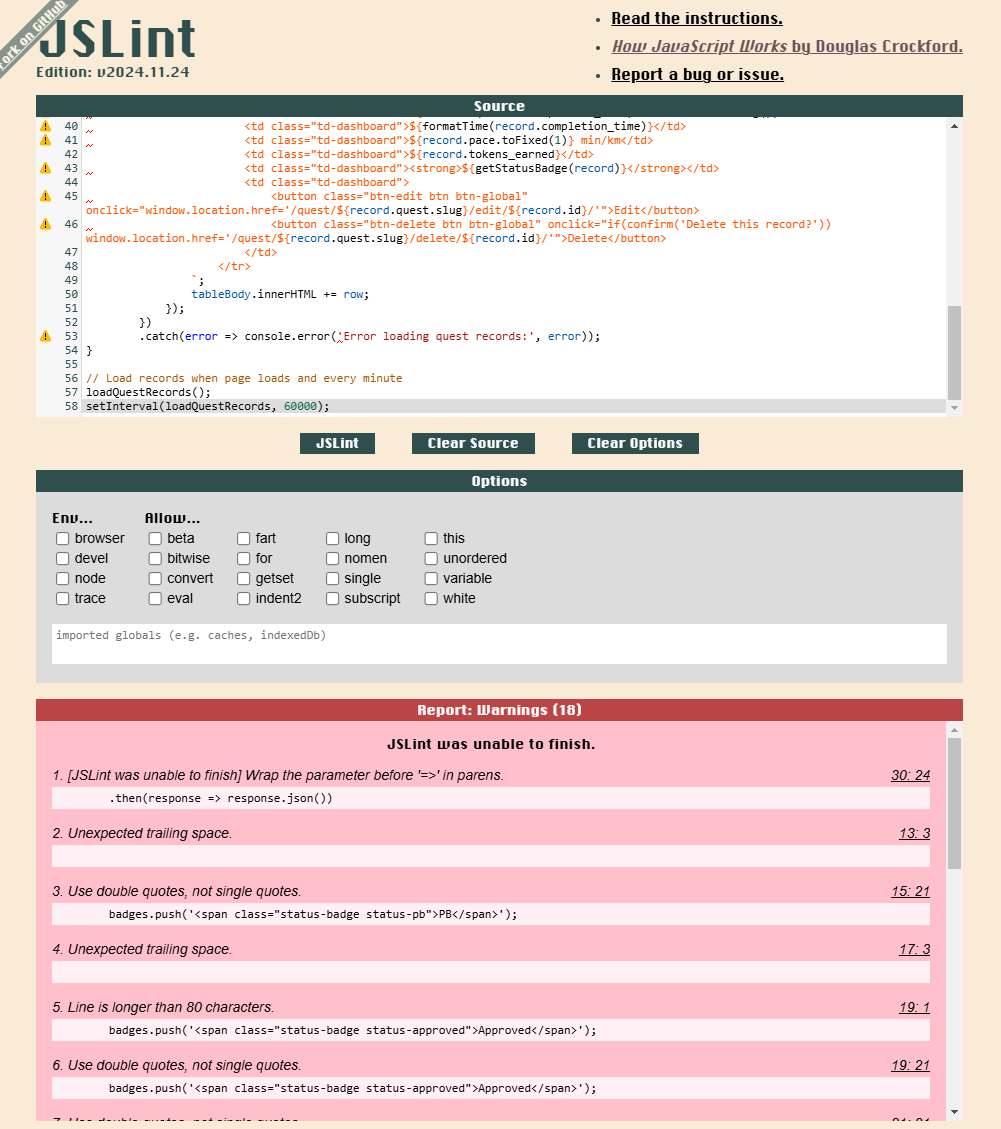 Fork on GitHub
JSLint
Edition: v2024.11.24
Read the instructions.
How JavaScript Works by Douglas Crockford.
Report a bug or issue.
Source
40 <td class="td-dashboard">${formatTime(record.completion_time)}</td>
41 <td class="td-dashboard">${record.pace.toFixed(1)} min/km</td>
42 <td class="td-dashboard">${record.tokens_earned}</td>
43 <td class="td-dashboard"><strong>${getStatusBadge(record)}</strong></td>
44 <td class="td-dashboard">
45 <button class="btn-edit btn btn-global"
onclick="window.location.href='/quest/${record.quest.slug}/edit/${record.id}/'">Edit</button>
46 <button class="btn-delete btn btn-global" onclick="if(confirm('Delete this record?'))
window.location.href='/quest/${record.quest.slug}/delete/${record.id}/'">Delete</button>
47 </td>
48 </tr>
49 `;
50 tableBody.innerHTML += row;
51 });
52 })
53 .catch(error => console.error('Error loading quest records:', error));
54 }
55
56 // Load records when page loads and every minute
57 loadQuestRecords();
58 setInterval(loadQuestRecords, 60000);
JSLint Clear Source Clear Options
Options
Env... Allow...
browser beta fart long this
devel bitwise for nomen unordered
node convert getset single variable
trace eval indent2 subscript white
imported globals (e.g. caches, indexedDb)
Report: Warnings (18)
JSLint was unable to finish.
1. [JSLint was unable to finish] Wrap the parameter before '=>' in parens. 30: 24
.then(response => response.json())
2. Unexpected trailing space. 13: 3
3. Use double quotes, not single quotes. 15: 21
badges.push('<span class="status-badge status-pb">PB</span>');
4. Unexpected trailing space. 17: 3
5. Line is longer than 80 characters. 19: 1
badges.push('<span class="status-badge status-approved">Approved</span>');
6. Use double quotes, not single quotes. 19: 21
badges.push('<span class="status-badge status-approved">Approved</span>');